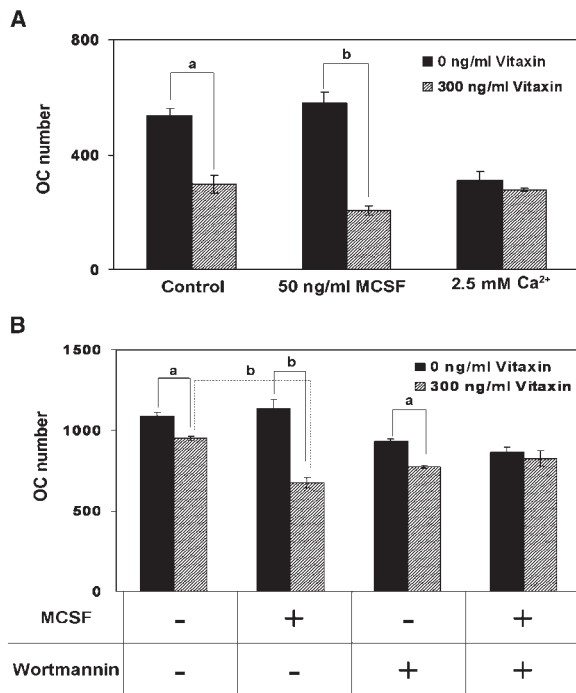 A
800
0 ng/ml Vitaxin
300 ng/ml Vitaxin
a
b
OC number
400
0
Control
50 ng/ml MCSF
2.5 mM Ca²⁺
B
1500
0 ng/ml Vitaxin
300 ng/ml Vitaxin
a
b
b
a
OC number
1000
500
0
MCSF - + - +
Wortmannin - - + +